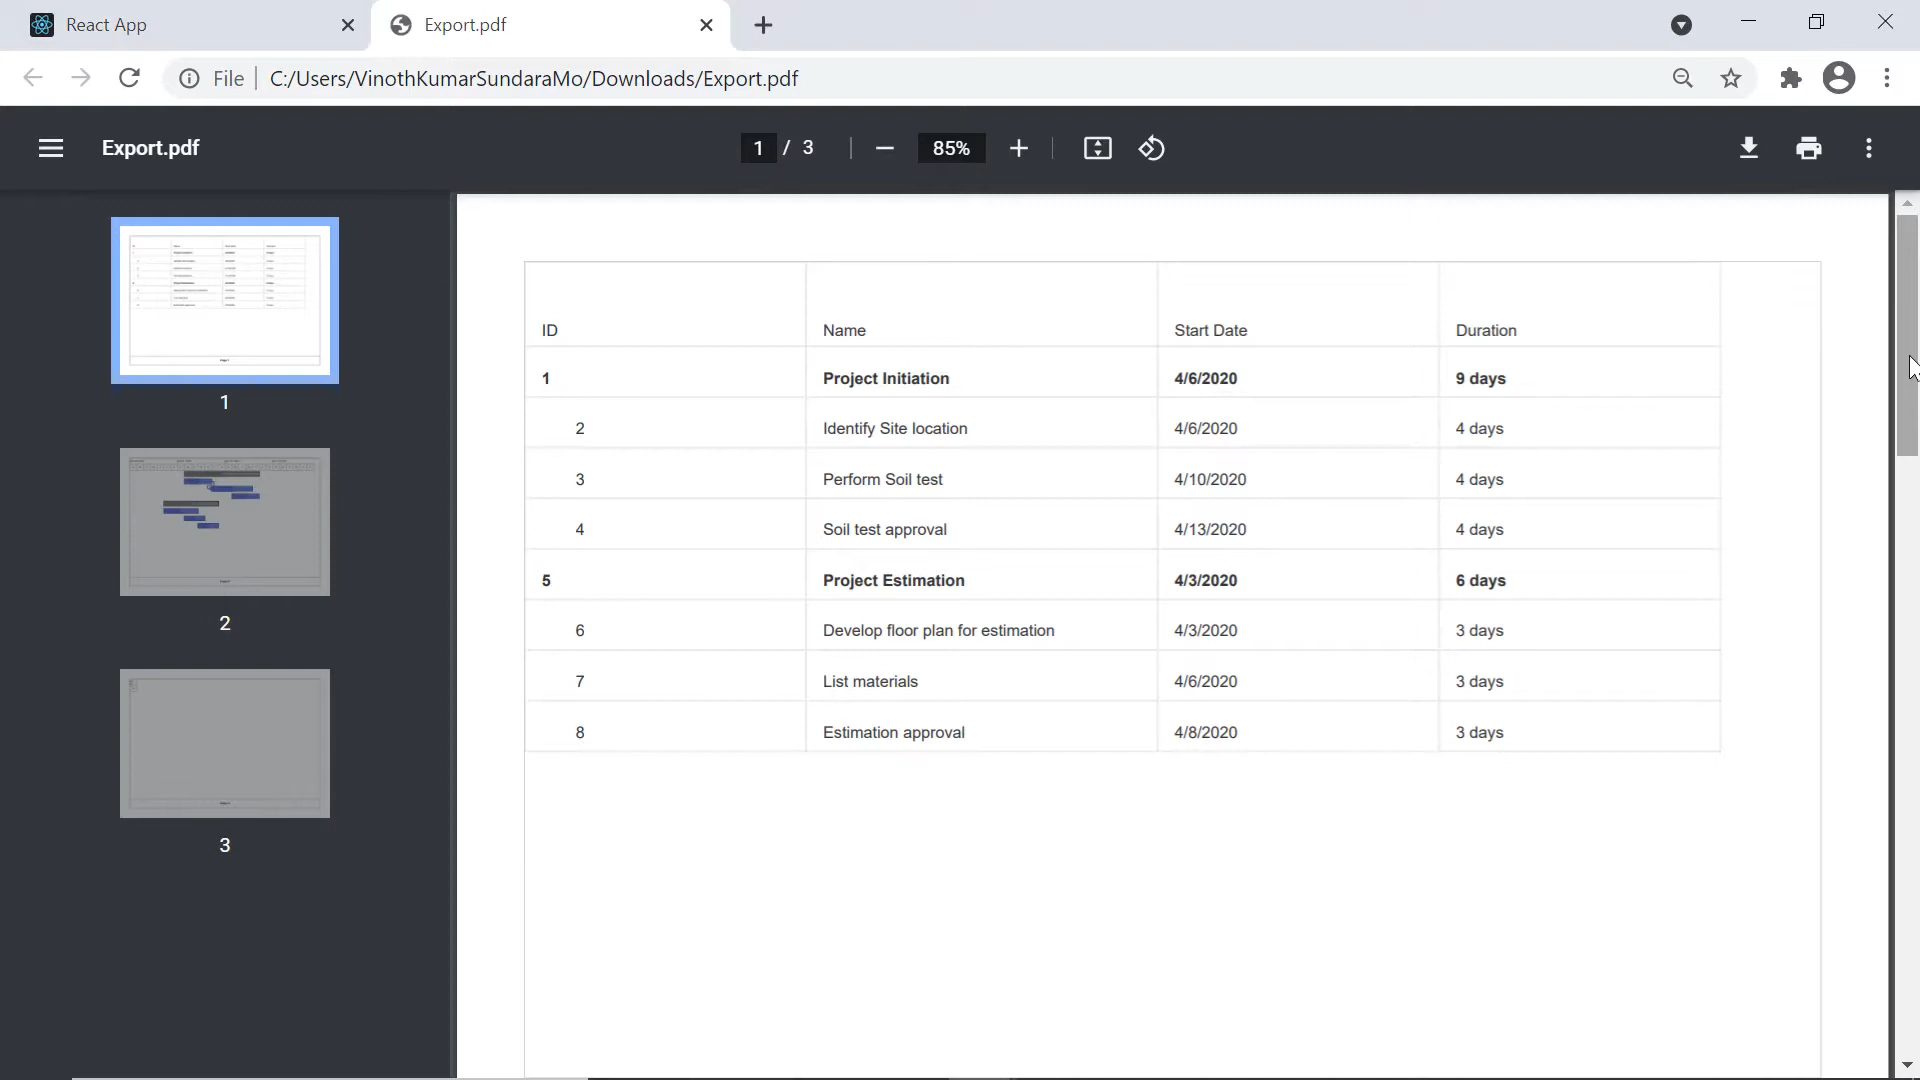 React App
Export.pdf
File
C:/Users/VinothKumarSundaraMo/Downloads/Export.pdf
Export.pdf
1 / 3
85%
1
2
3
ID Name Start Date Duration
1 Project Initiation 4/6/2020 9 days
2 Identify Site location 4/6/2020 4 days
3 Perform Soil test 4/10/2020 4 days
4 Soil test approval 4/13/2020 4 days
5 Project Estimation 4/3/2020 6 days
6 Develop floor plan for estimation 4/3/2020 3 days
7 List materials 4/6/2020 3 days
8 Estimation approval 4/8/2020 3 days